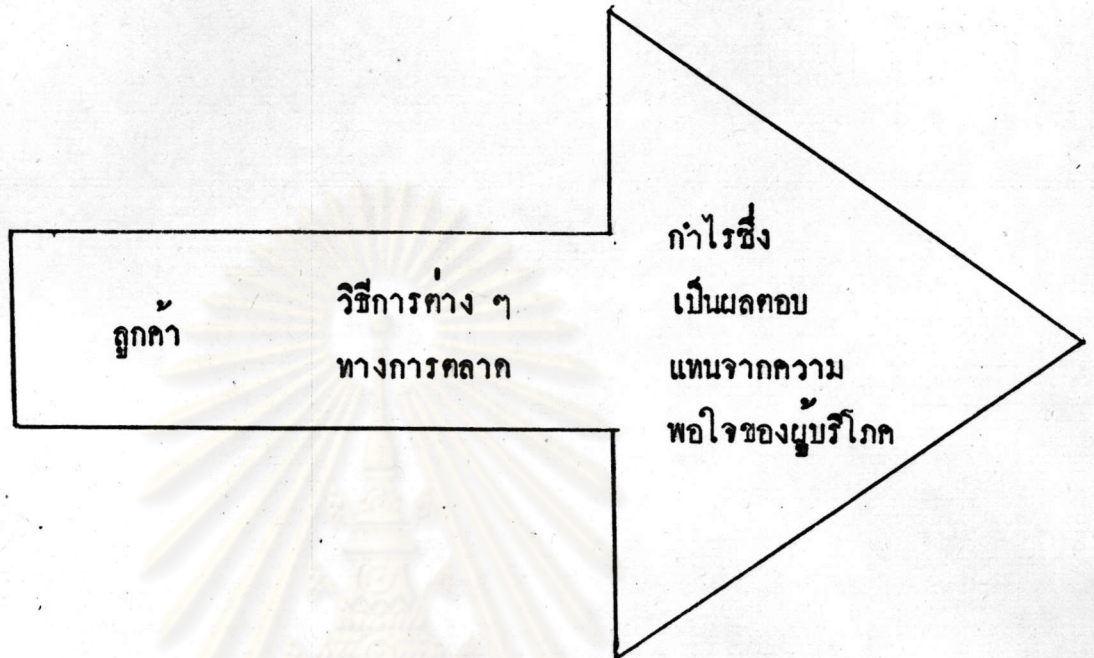 ลูกค้า
วิธีการต่าง ๆ
ทางการตลาด
กำไรซึ่ง
เป็นผลตอบ
แทนจากความ
พอใจของผู้บริโภค